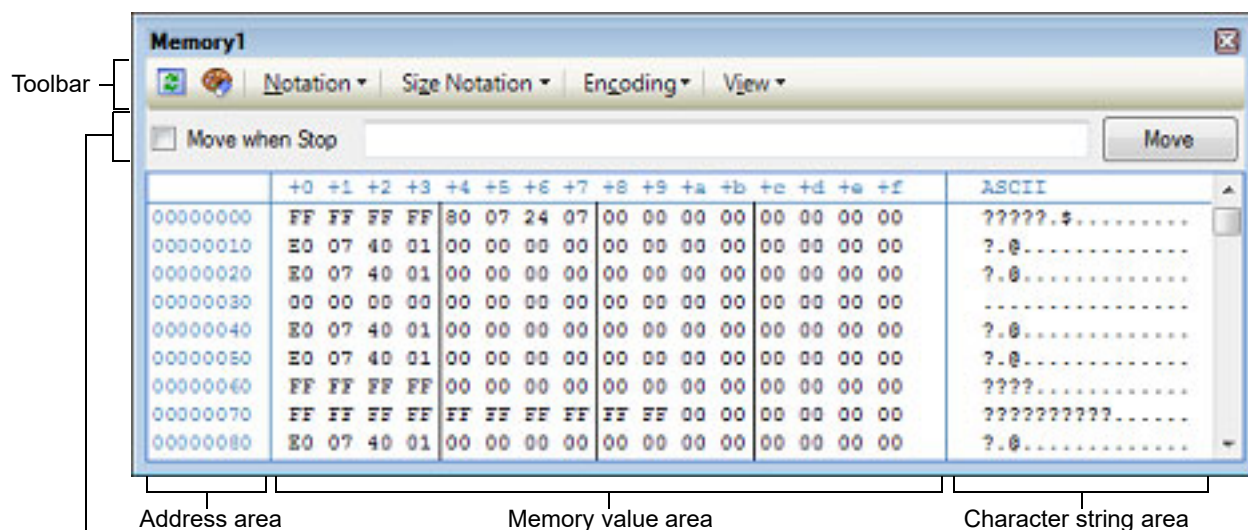 Memory1
Toolbar
Notation Size Notation Encoding View
Move when Stop Move
+0 +1 +2 +3 +4 +5 +6 +7 +8 +9 +a +b +c +d +e +f ASCII
00000000 FF FF FF FF 80 07 24 07 00 00 00 00 00 00 00 00 ?????.$.........
00000010 E0 07 40 01 00 00 00 00 00 00 00 00 00 00 00 00 ?.@.............
00000020 E0 07 40 01 00 00 00 00 00 00 00 00 00 00 00 00 ?.@.............
00000030 00 00 00 00 00 00 00 00 00 00 00 00 00 00 00 00 ................
00000040 E0 07 40 01 00 00 00 00 00 00 00 00 00 00 00 00 ?.@.............
00000050 E0 07 40 01 00 00 00 00 00 00 00 00 00 00 00 00 ?.@.............
00000060 FF FF FF FF 00 00 00 00 00 00 00 00 00 00 00 00 ????............
00000070 FF FF FF FF FF FF FF FF FF FF 00 00 00 00 00 00 ??????????......
00000080 E0 07 40 01 00 00 00 00 00 00 00 00 00 00 00 00 ?.@.............
Address area Memory value area Character string area